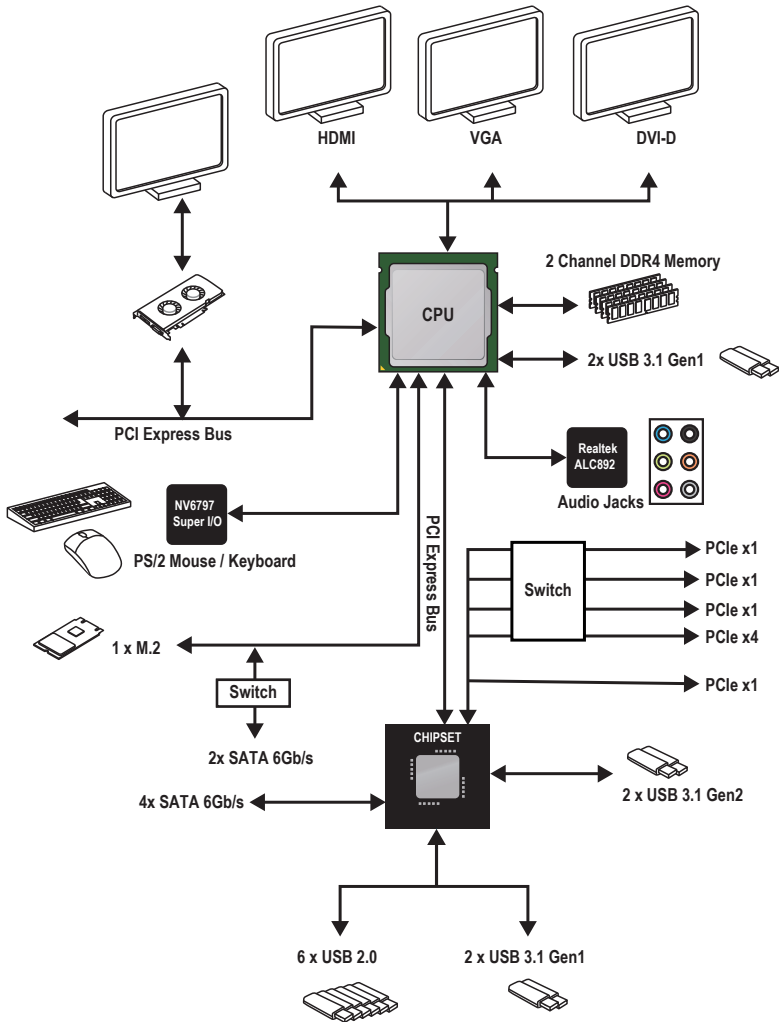 HDMI
VGA
DVI-D
2 Channel DDR4 Memory
CPU
2x USB 3.1 Gen1
PCI Express Bus
Realtek
ALC892
Audio Jacks
NV6797
Super I/O
PS/2 Mouse / Keyboard
PCI Express Bus
Switch
PCIe x1
PCIe x1
PCIe x1
PCIe x4
PCIe x1
1 x M.2
Switch
2x SATA 6Gb/s
CHIPSET
4x SATA 6Gb/s
2 x USB 3.1 Gen2
6 x USB 2.0
2 x USB 3.1 Gen1